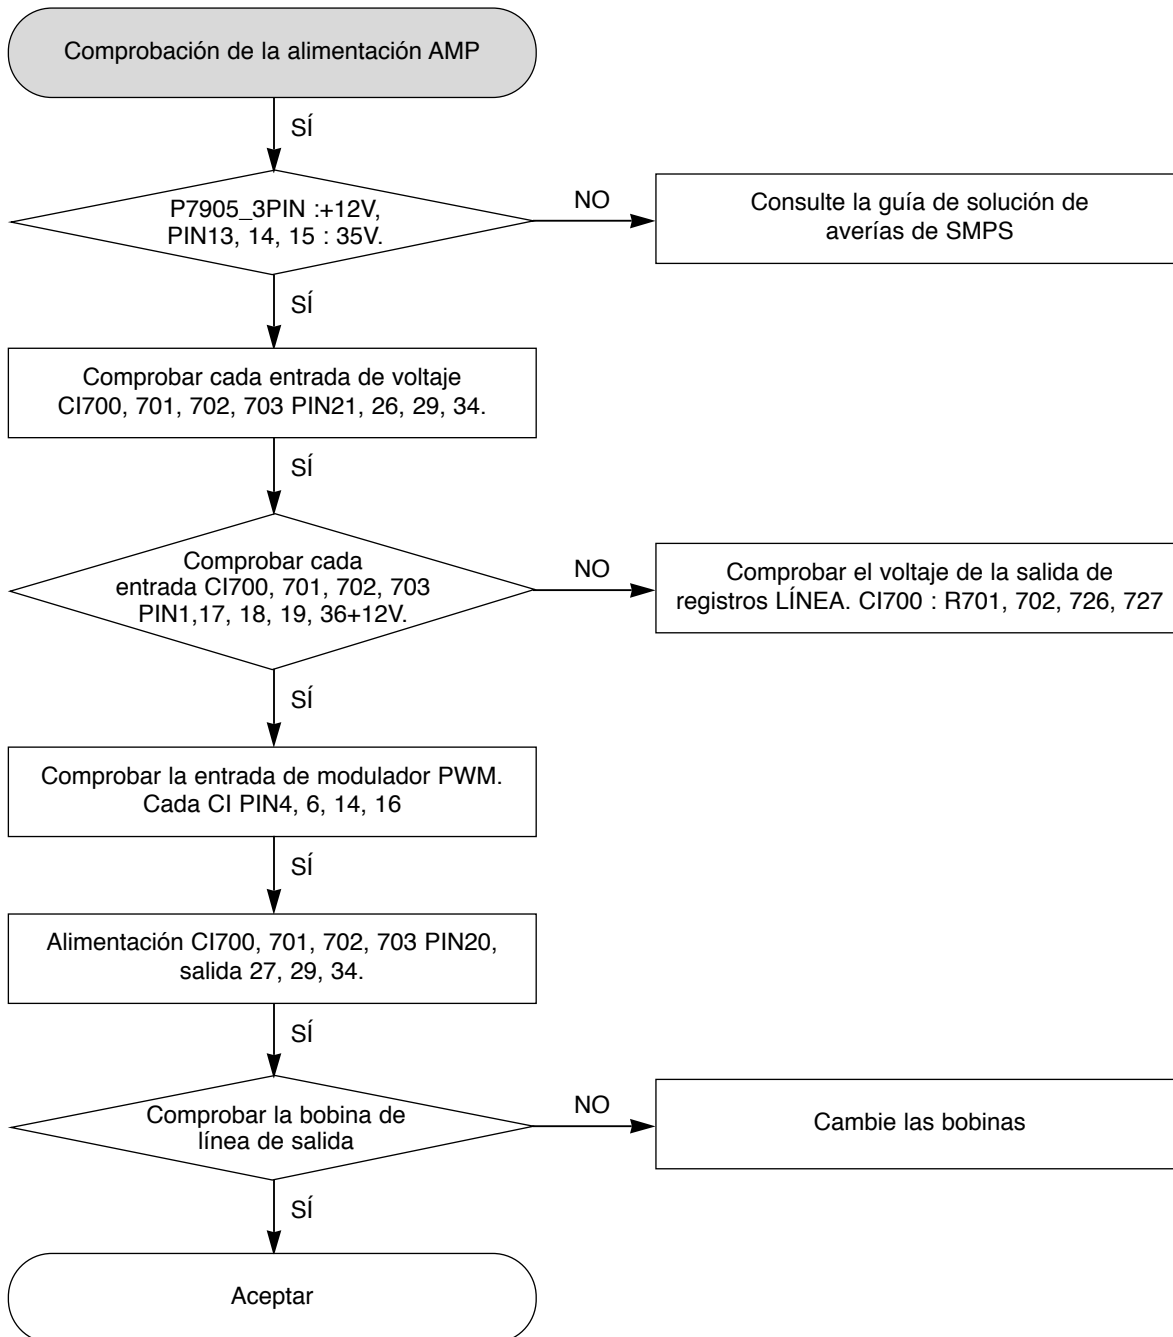 Comprobación de la alimentación AMP
SÍ
P7905_3PIN :+12V,
PIN13, 14, 15 : 35V.
NO
Consulte la guía de solución de
averías de SMPS
SÍ
Comprobar cada entrada de voltaje
CI700, 701, 702, 703 PIN21, 26, 29, 34.
SÍ
Comprobar cada
entrada CI700, 701, 702, 703
PIN1,17, 18, 19, 36+12V.
NO
Comprobar el voltaje de la salida de
registros LÍNEA. CI700 : R701, 702, 726, 727
SÍ
Comprobar la entrada de modulador PWM.
Cada CI PIN4, 6, 14, 16
SÍ
Alimentación CI700, 701, 702, 703 PIN20,
salida 27, 29, 34.
SÍ
Comprobar la bobina de
línea de salida
NO
Cambie las bobinas
SÍ
Aceptar